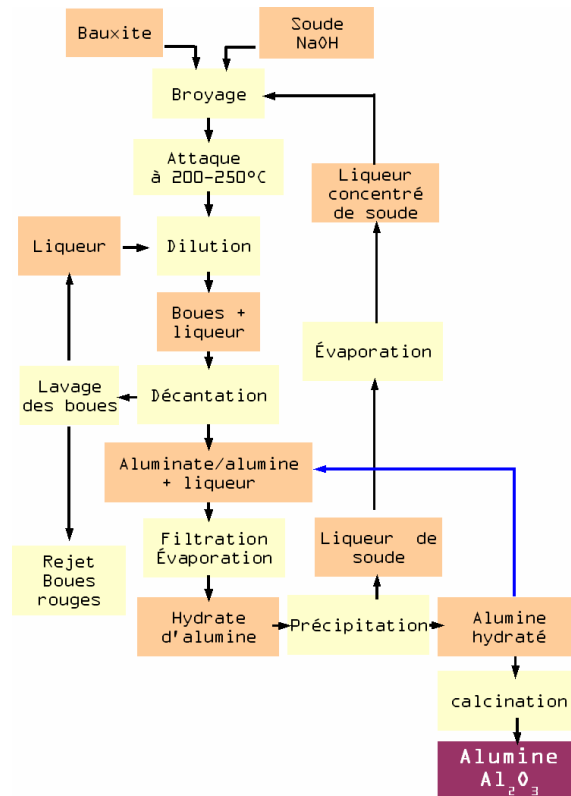 Bauxite
Soude
NaOH
Broyage
Attaque
à 200-250°C
Liqueur
concentré
de soude
Liqueur
Dilution
Boues +
liqueur
Évaporation
Lavage
des boues
Décantation
Aluminate/alumine
+ liqueur
Filtration
Évaporation
Liqueur de
soude
Rejet
Boues
rouges
Hydrate
d'alumine
Précipitation
Alumine
hydraté
calcination
Alumine
Al₂O₃